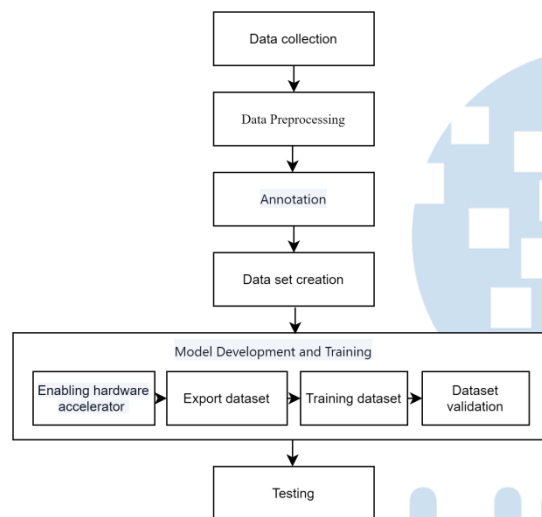 Data collection
Data Preprocessing
Annotation
Data set creation
Model Development and Training
Enabling hardware
accelerator
Export dataset
Training dataset
Dataset
validation
Testing